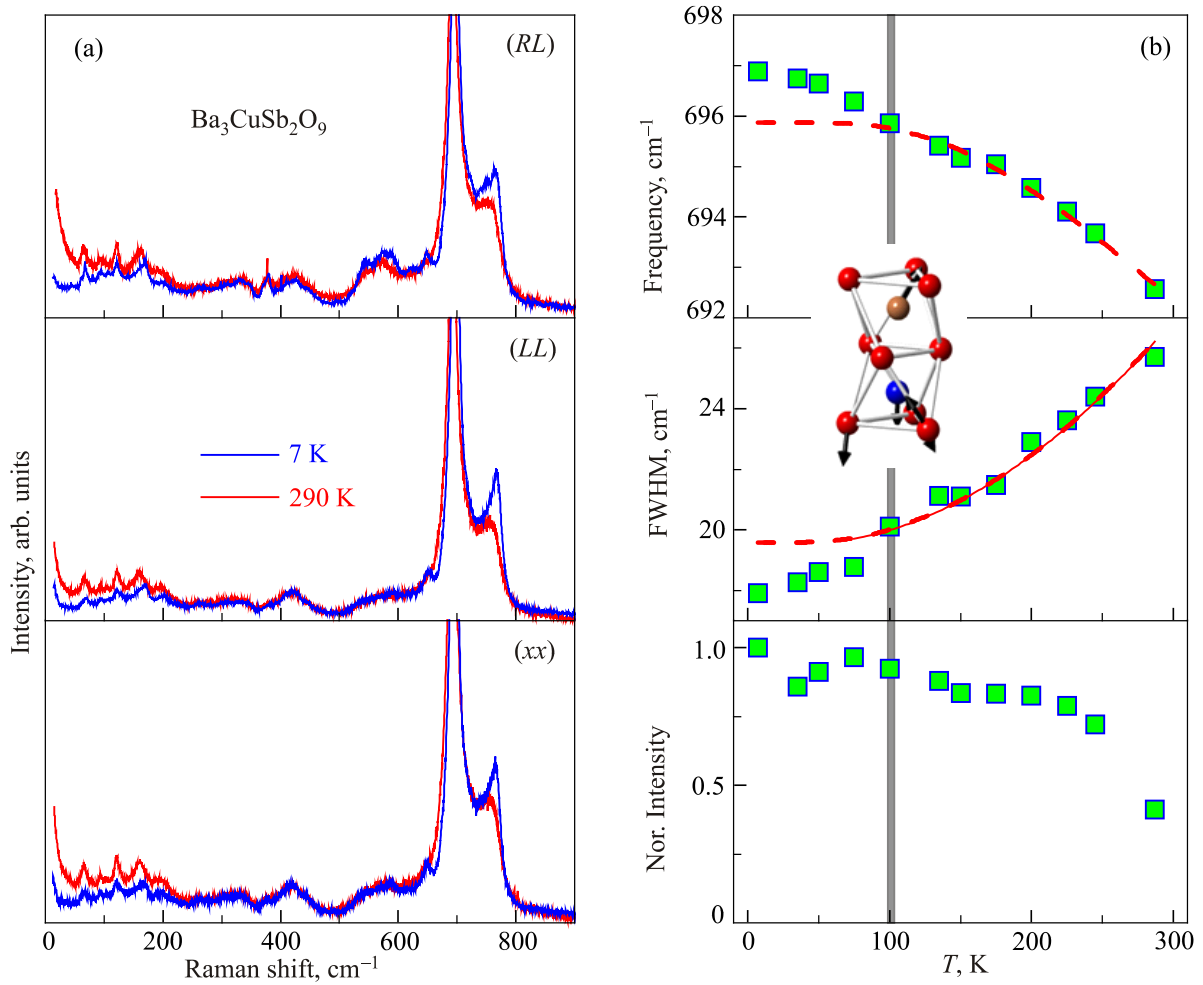 (a)
(RL)
Ba₃CuSb₂O₉
(LL)
7 K
290 K
(xx)
Intensity, arb. units
0
200
400
600
800
Raman shift, cm⁻¹
(b)
698
696
694
692
Frequency, cm⁻¹
24
20
FWHM, cm⁻¹
1.0
0.5
0
Nor. Intensity
0
100
200
300
T, K